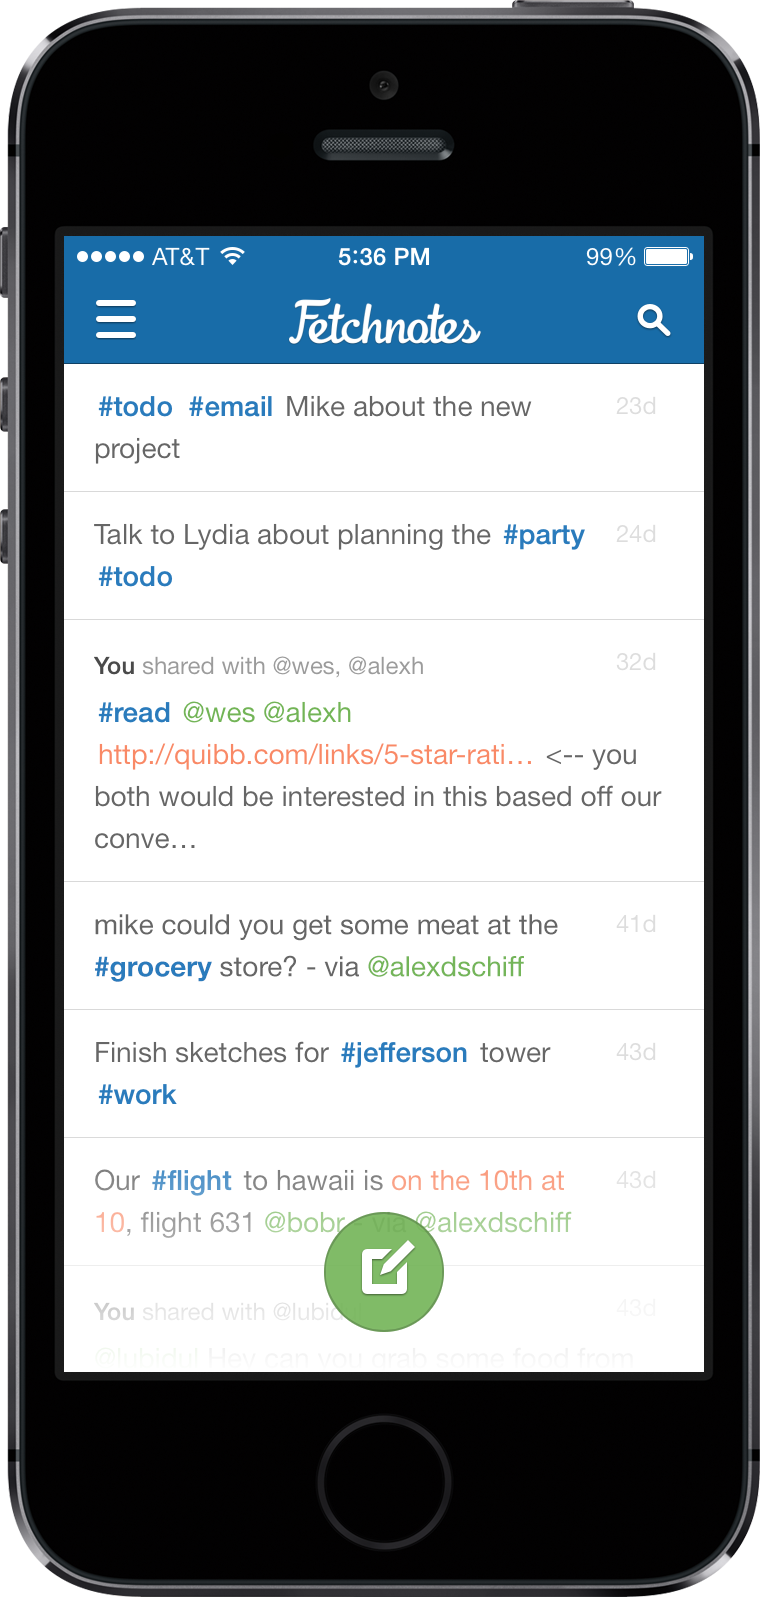 AT&T 5:36 PM 99%
Fetchnotes
#todo #email Mike about the new 23d
project
Talk to Lydia about planning the #party 24d
#todo
You shared with @wes, @alexh 32d
#read @wes @alexh
http://quibb.com/links/5-star-rati... <-- you
both would be interested in this based off our
conve...
mike could you get some meat at the 41d
#grocery store? - via @alexdschiff
Finish sketches for #jefferson tower 43d
#work
Our #flight to hawaii is on the 10th at 43d
10, flight 631 @bobr - via @alexdschiff
You shared with @lubidul 43d
@lubidul Hey can you grab some food from